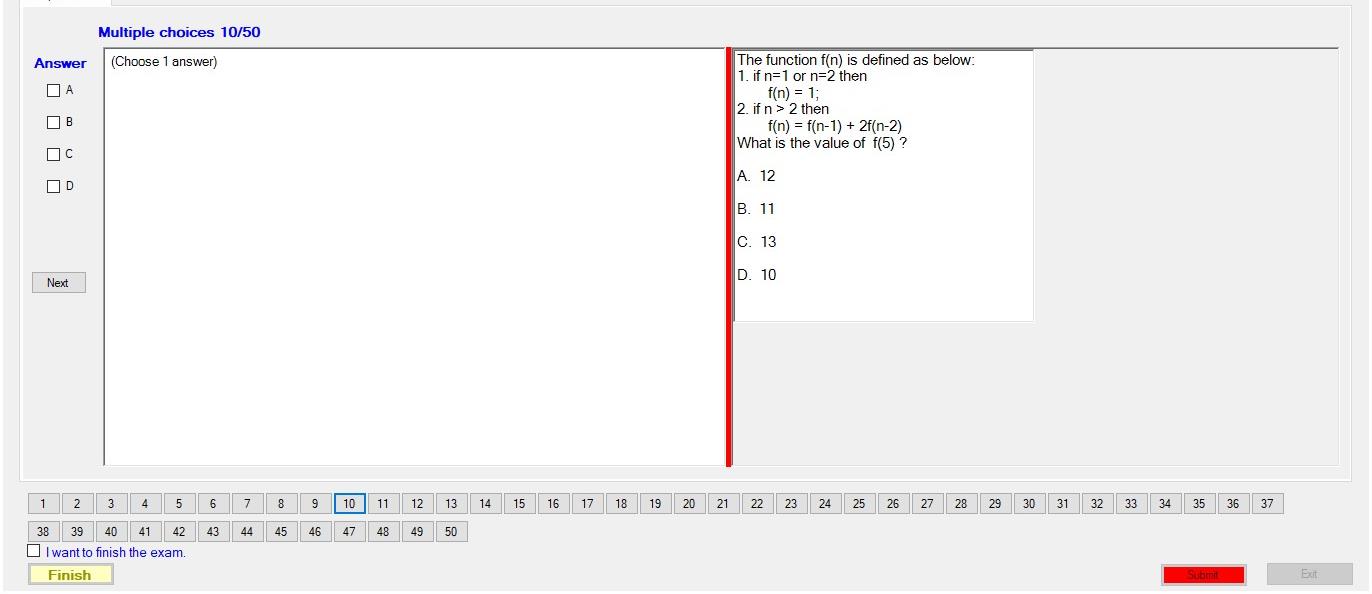 Multiple choices 10/50
Answer
(Choose 1 answer)
A
B
C
D
Next
The function f(n) is defined as below:
1. if n=1 or n=2 then
f(n) = 1;
2. if n > 2 then
f(n) = f(n-1) + 2f(n-2)
What is the value of f(5) ?
A. 12
B. 11
C. 13
D. 10
1 2 3 4 5 6 7 8 9 10 11 12 13 14 15 16 17 18 19 20 21 22 23 24 25 26 27 28 29 30 31 32 33 34 35 36 37
38 39 40 41 42 43 44 45 46 47 48 49 50
I want to finish the exam.
Finish
Submit
Exit